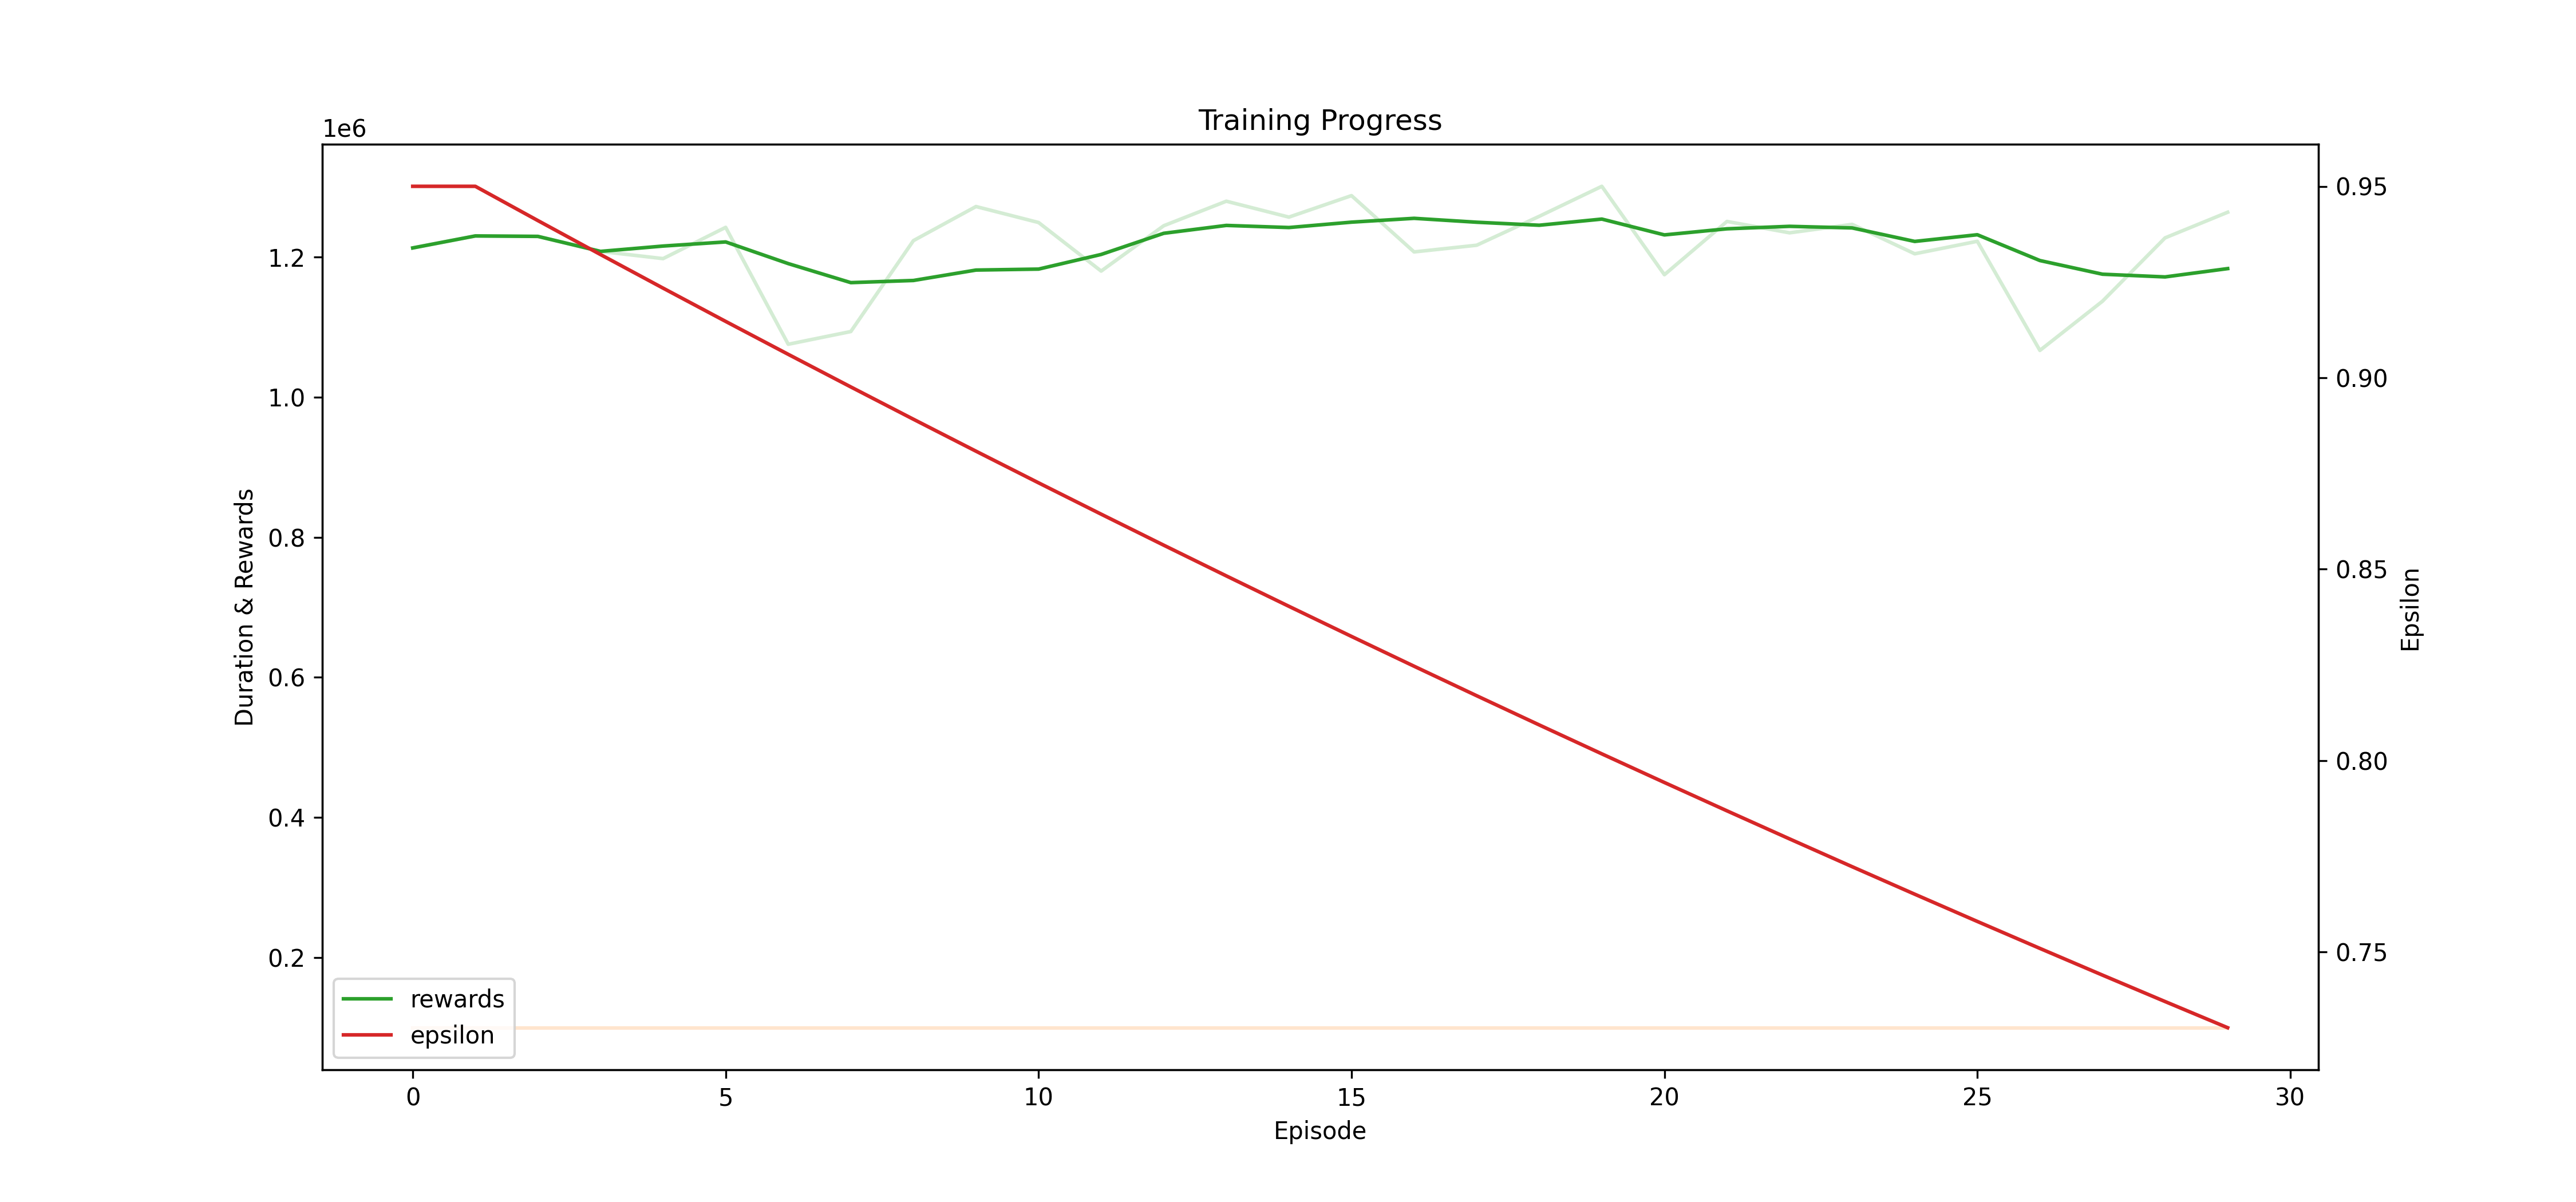 Training Progress
1e6
1.2
1.0
0.8
0.6
0.4
0.2
Duration & Rewards
0.95
0.90
0.85
0.80
0.75
Epsilon
rewards
epsilon
0 5 10 15 20 25 30
Episode